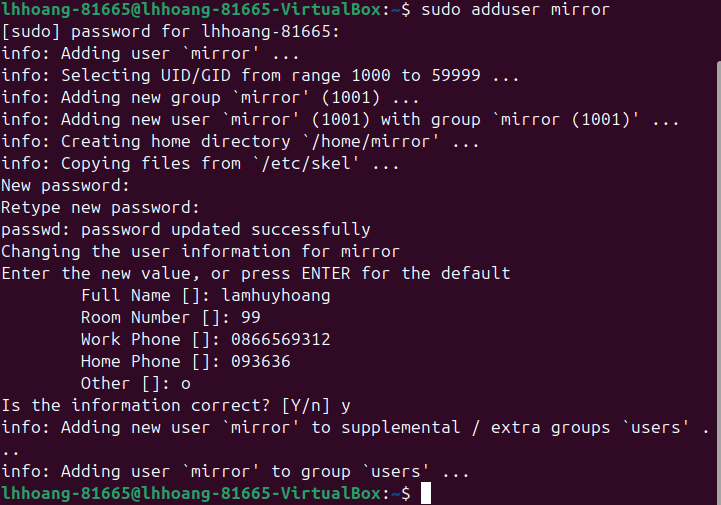 lhhoang-81665@lhhoang-81665-VirtualBox:~$ sudo adduser mirror
[sudo] password for lhhoang-81665:
info: Adding user `mirror' ...
info: Selecting UID/GID from range 1000 to 59999 ...
info: Adding new group `mirror' (1001) ...
info: Adding new user `mirror' (1001) with group `mirror (1001)' ...
info: Creating home directory `/home/mirror' ...
info: Copying files from `/etc/skel' ...
New password:
Retype new password:
passwd: password updated successfully
Changing the user information for mirror
Enter the new value, or press ENTER for the default
        Full Name []: lamhuyhoang
        Room Number []: 99
        Work Phone []: 0866569312
        Home Phone []: 093636
        Other []: o
Is the information correct? [Y/n] y
info: Adding new user `mirror' to supplemental / extra groups `users' .
..
info: Adding user `mirror' to group `users' ...
lhhoang-81665@lhhoang-81665-VirtualBox:~$